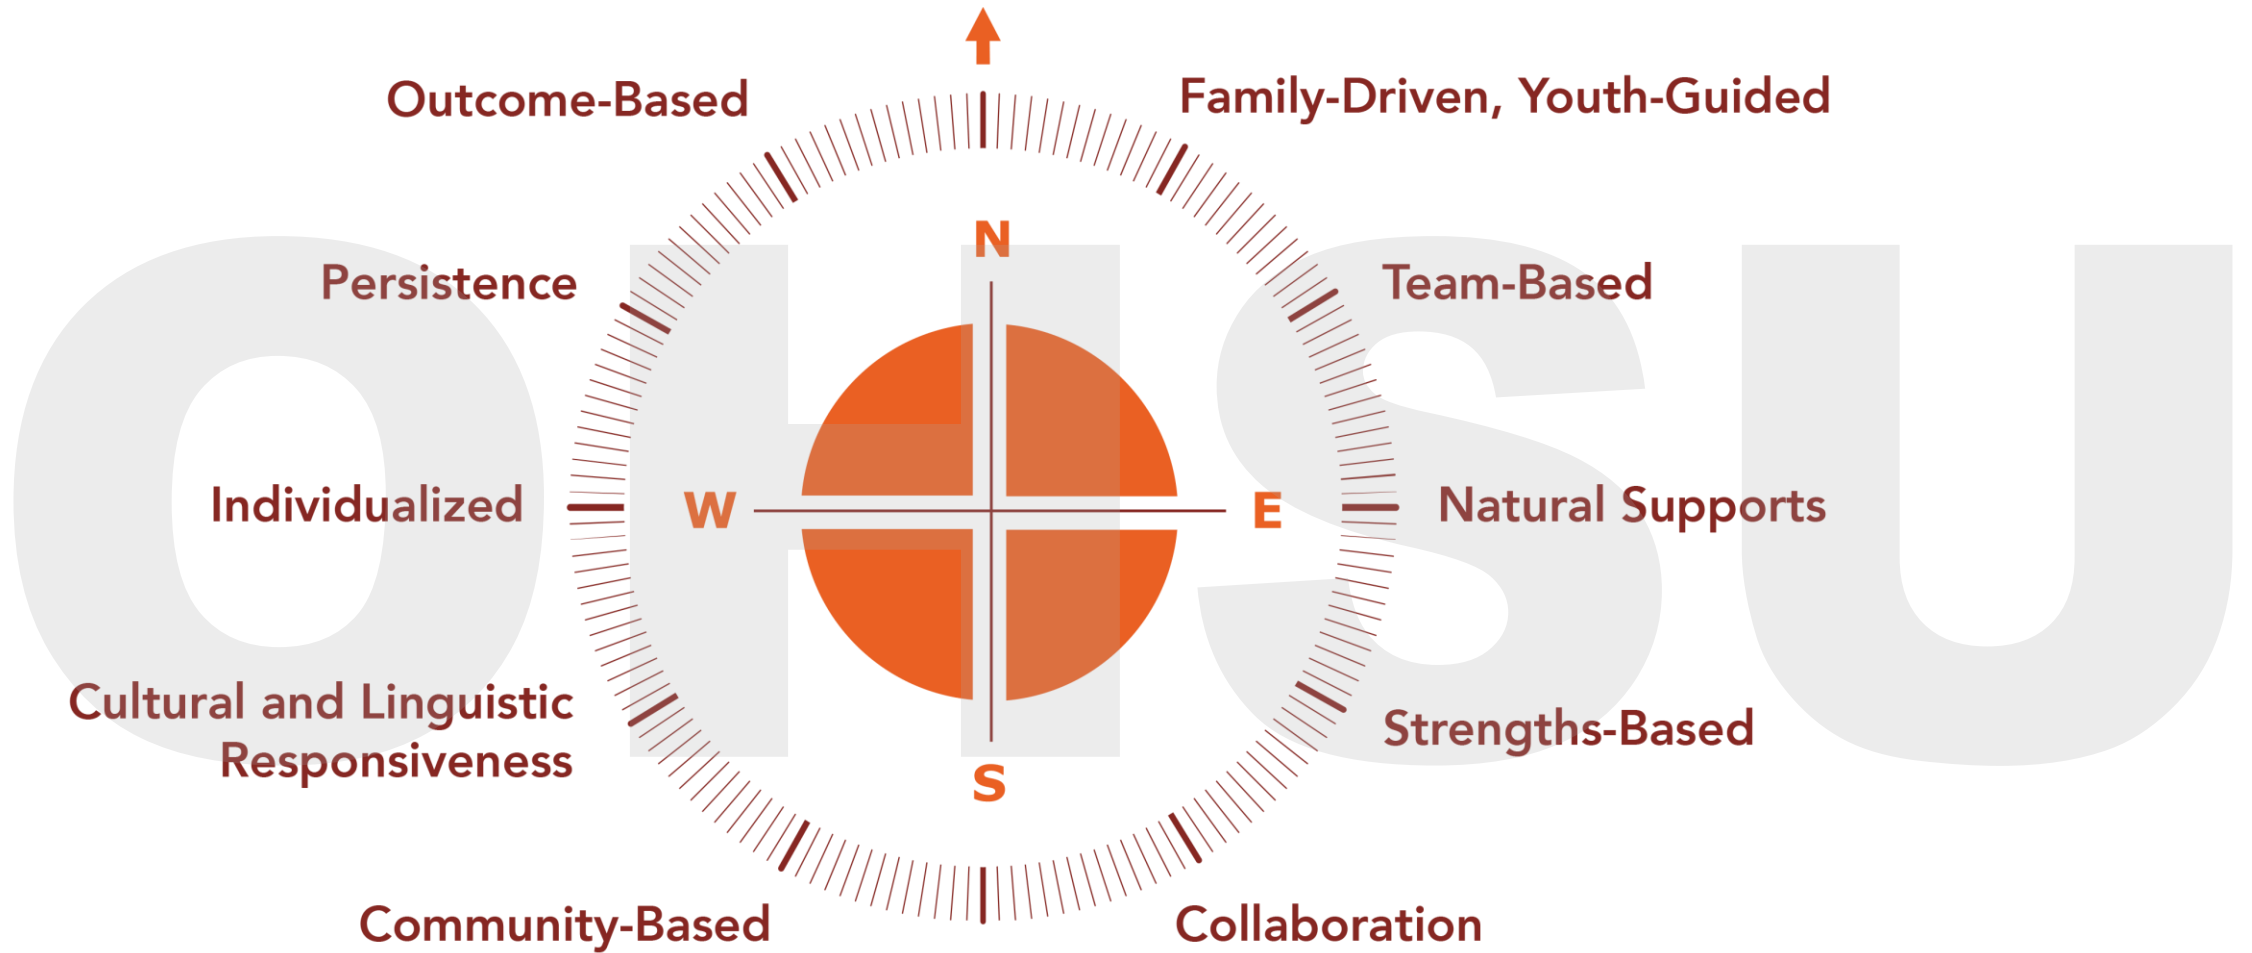 Outcome-Based
Family-Driven, Youth-Guided
N
Persistence
Team-Based
Individualized
W
E
Natural Supports
Cultural and Linguistic
Responsiveness
Strengths-Based
S
Community-Based
Collaboration
OHSU